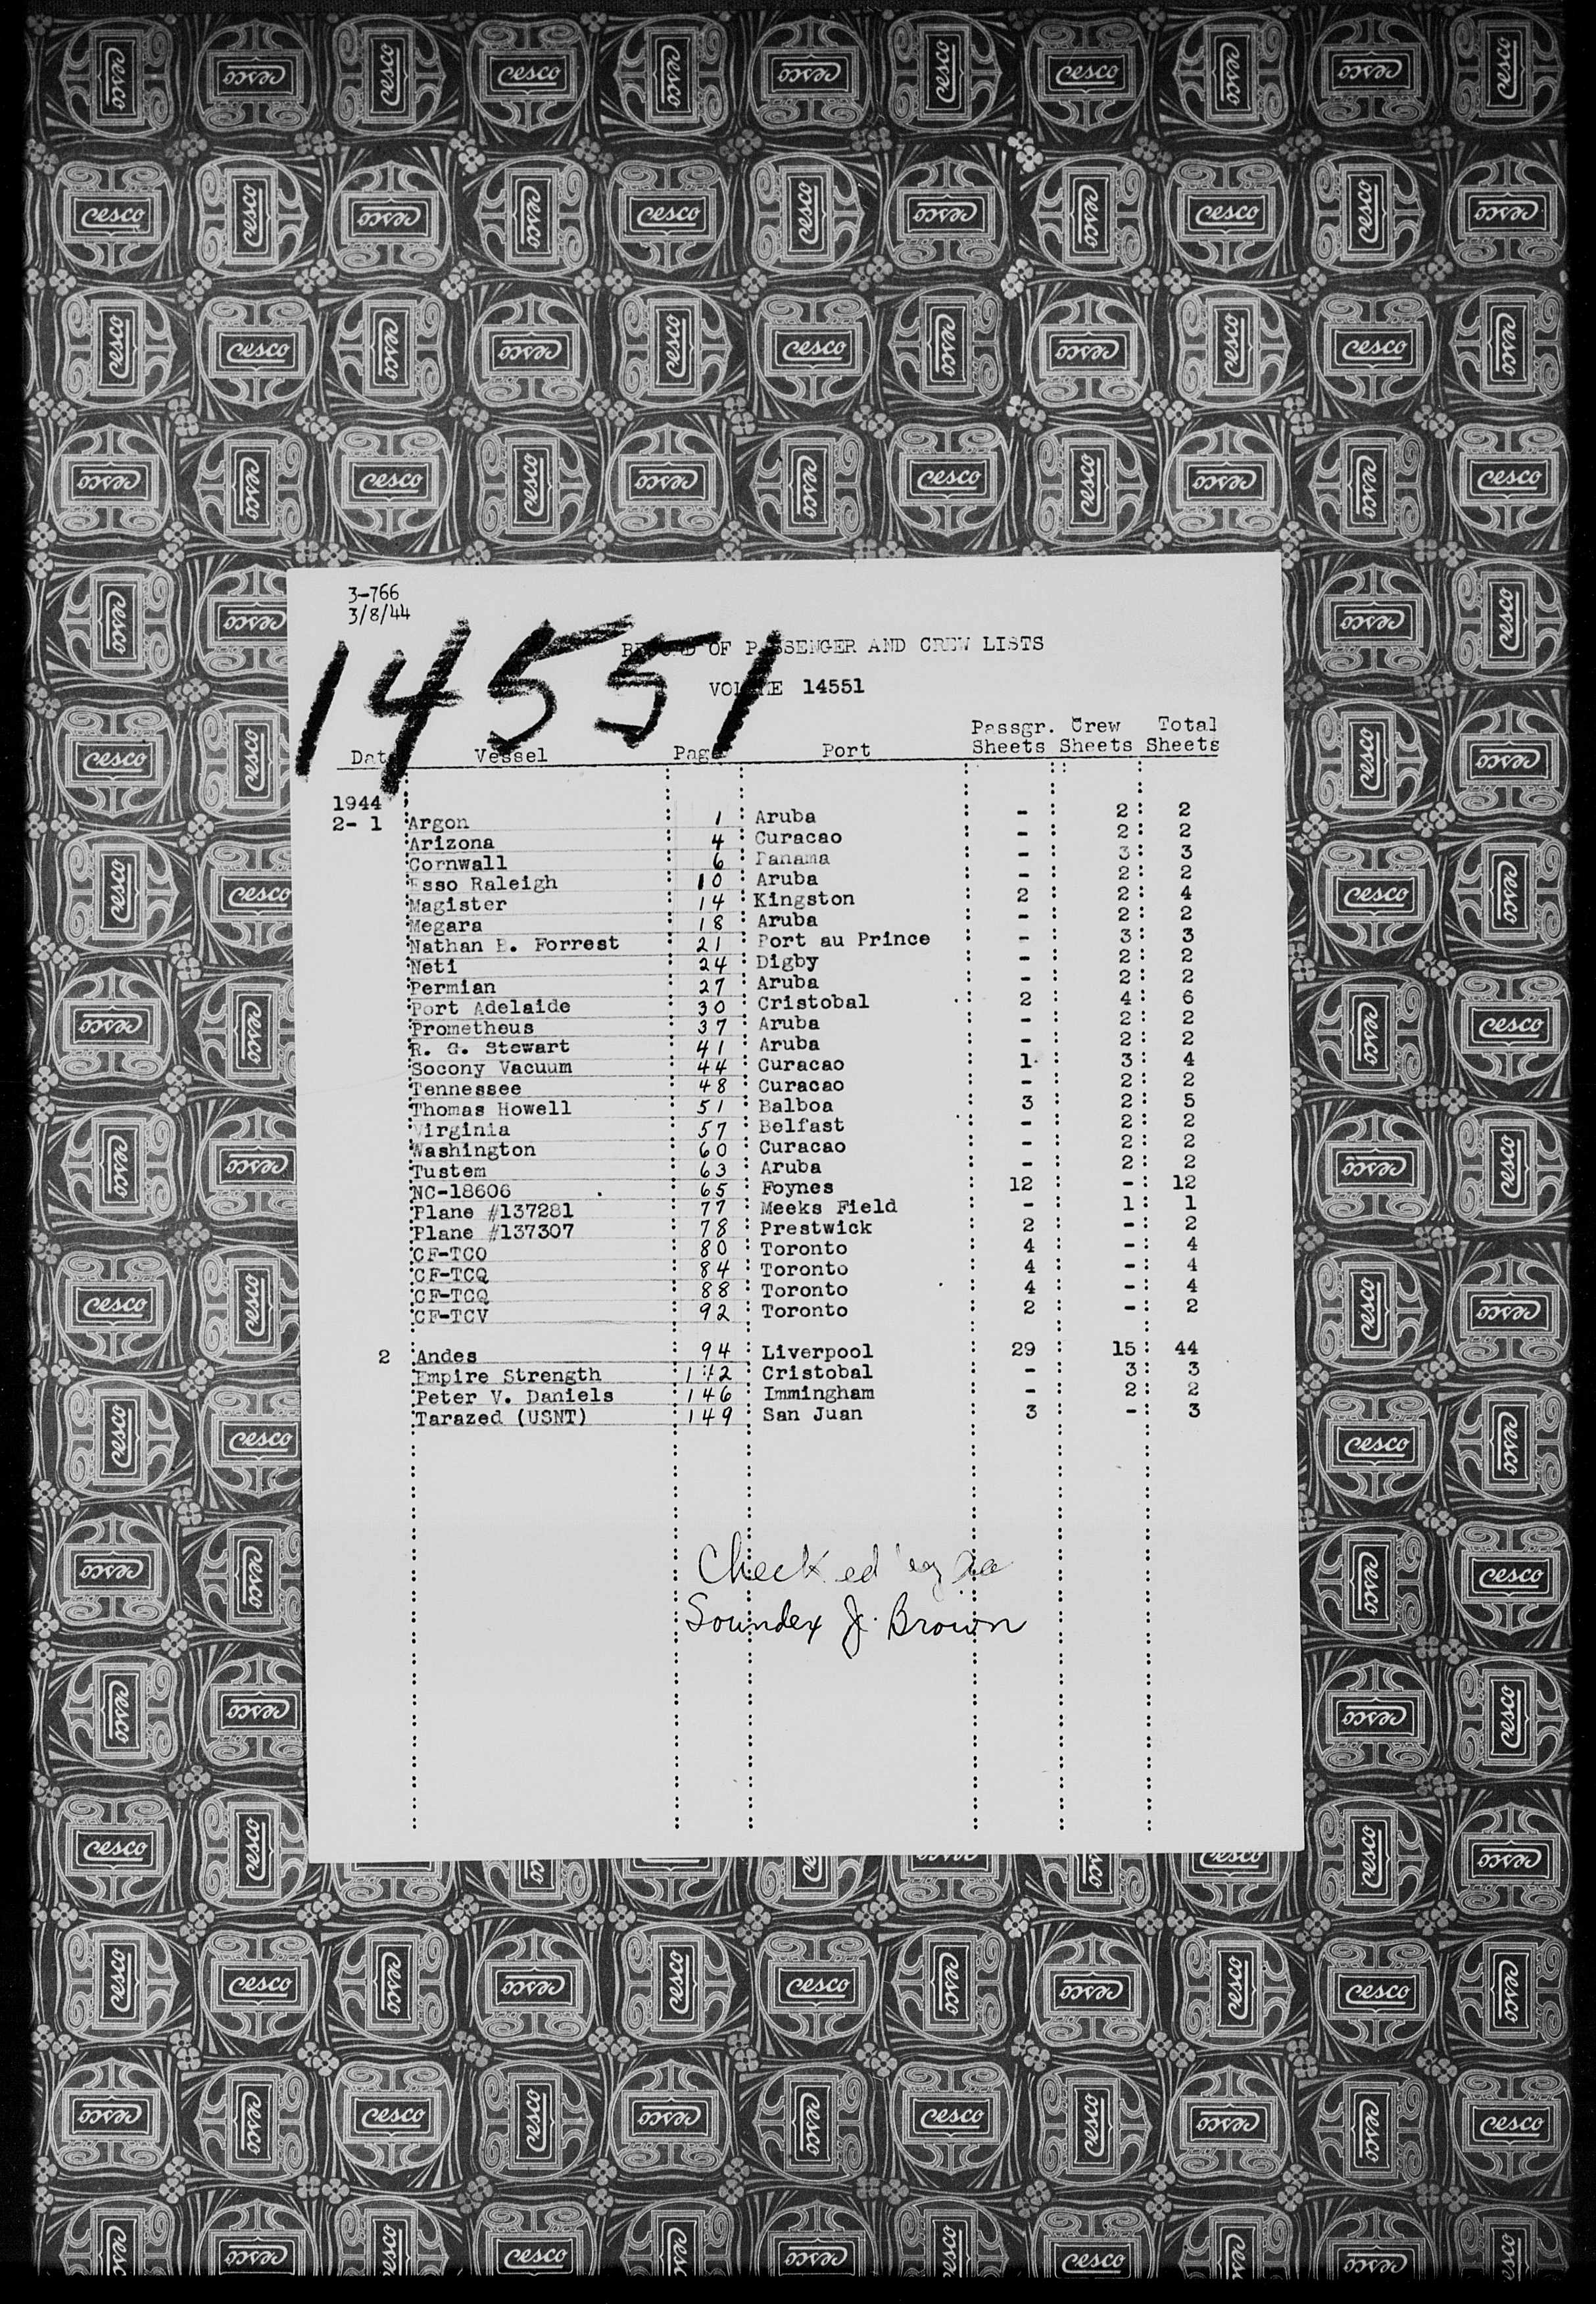 3-766
3/8/44
14551
RECORD OF PASSENGER AND CREW LISTS
VOLUME 14551
Date Vessel Page Port Passgr. Sheets Crew Sheets Total Sheets
1944
2- 1 Argon 1 Aruba - 2 2
Arizona 4 Curacao - 2 2
Cornwall 6 Panama - 3 3
Esso Raleigh 10 Aruba - 2 2
Magister 14 Kingston 2 2 4
Megara 18 Aruba - 2 2
Nathan B. Forrest 21 Port au Prince - 3 3
Neti 24 Digby - 2 2
Permian 27 Aruba - 2 2
Port Adelaide 30 Cristobal 2 4 6
Prometheus 37 Aruba - 2 2
R. G. Stewart 41 Aruba - 2 2
Socony Vacuum 44 Curacao 1 3 4
Tennessee 48 Curacao - 2 2
Thomas Howell 51 Balboa 3 2 5
Virginia 57 Belfast - 2 2
Washington 60 Curacao - 2 2
Tustem 63 Aruba - 2 2
NC-18606 65 Foynes 12 - 12
Plane #137281 77 Meeks Field - 1 1
Plane #137307 78 Prestwick 2 - 2
CF-TCO 80 Toronto 4 - 4
CF-TCQ 84 Toronto 4 - 4
CF-TCQ 88 Toronto 4 - 4
CF-TCV 92 Toronto 2 - 2
2 Andes 94 Liverpool 29 15 44
Empire Strength 142 Cristobal - 3 3
Peter V. Daniels 146 Immingham - 2 2
Tarazed (USNT) 149 San Juan 3 - 3
Checked
Soundex J. Brown